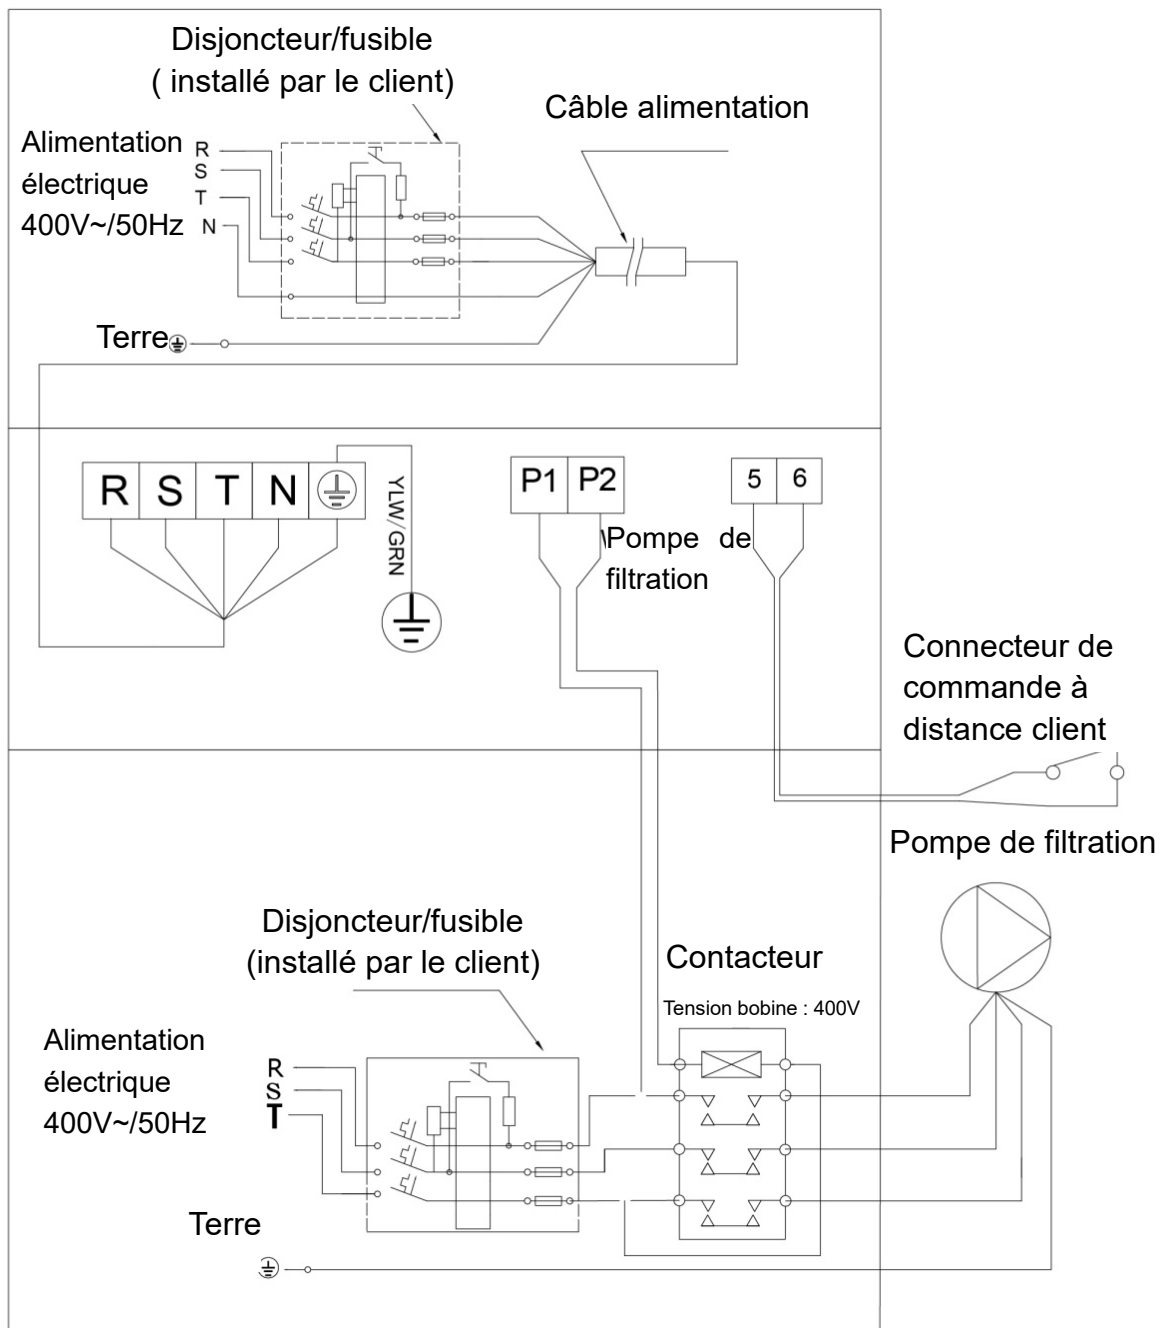 Disjoncteur/fusible
( installé par le client)
Câble alimentation
Alimentation
électrique
400V~/50Hz
R
S
T
N
Terre
R S T N
YLW/GRN
P1 P2
5 6
\Pompe de
filtration
Connecteur de
commande à
distance client
Pompe de filtration
Disjoncteur/fusible
(installé par le client)
Contacteur
Tension bobine : 400V
Alimentation
électrique
400V~/50Hz
R
S
T
Terre